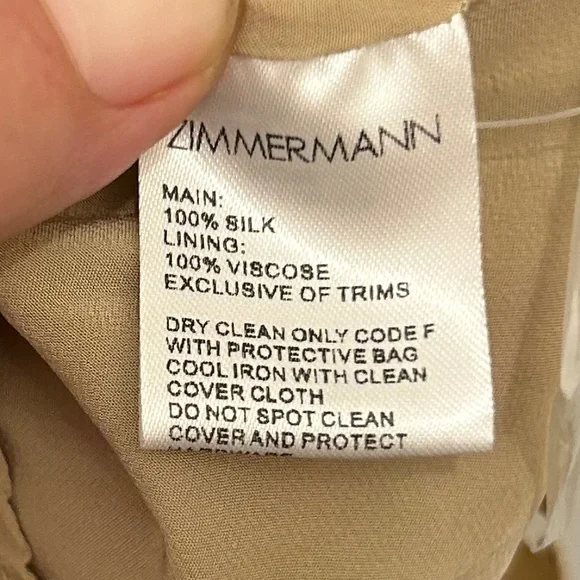 ZIMMERMANN
MAIN:
100% SILK
LINING:
100% VISCOSE
EXCLUSIVE OF TRIMS
DRY CLEAN ONLY CODE F
WITH PROTECTIVE BAG
COOL IRON WITH CLEAN
COVER CLOTH
DO NOT SPOT CLEAN
COVER AND PROTECT